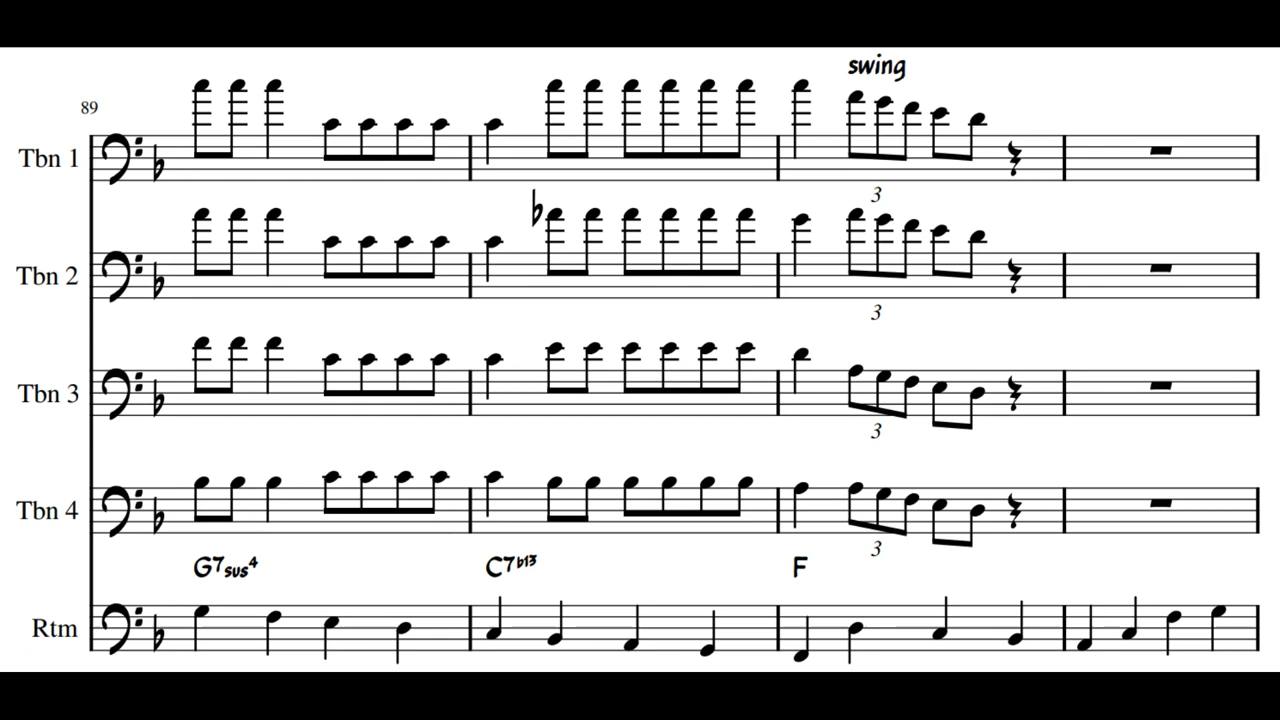 swing
89
Tbn 1
3
Tbn 2
3
Tbn 3
3
Tbn 4
3
G7sus4 C7b13 F
Rtm